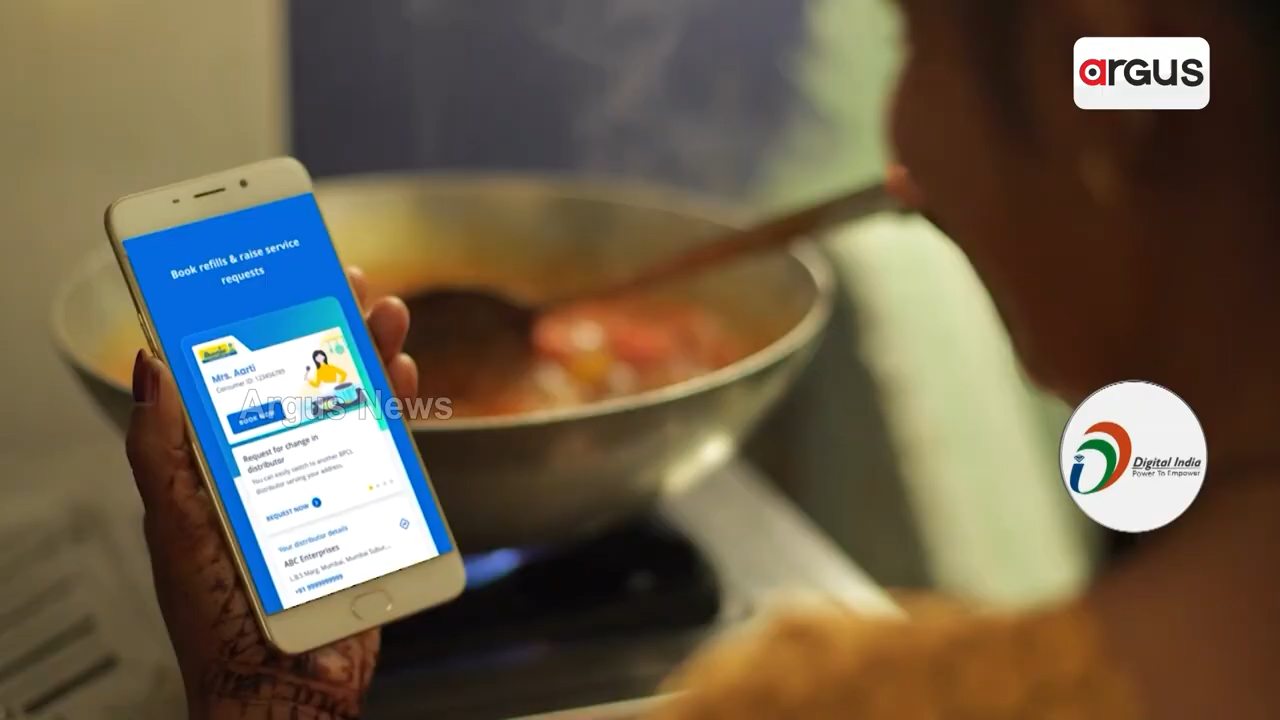 argus
Book refills & raise service
requests
Mrs. Aarti
Consumer ID: 123456789
BOOK NOW
Argus News
Request for change in
distributor
You can easily switch to another BPCL
distributor serving your address.
REQUEST NOW
Your distributor details
ABC Enterprises
L.B.S Marg, Mumbai, Mumbai Subur...
+91 9999999999
Digital India
Power To Empower